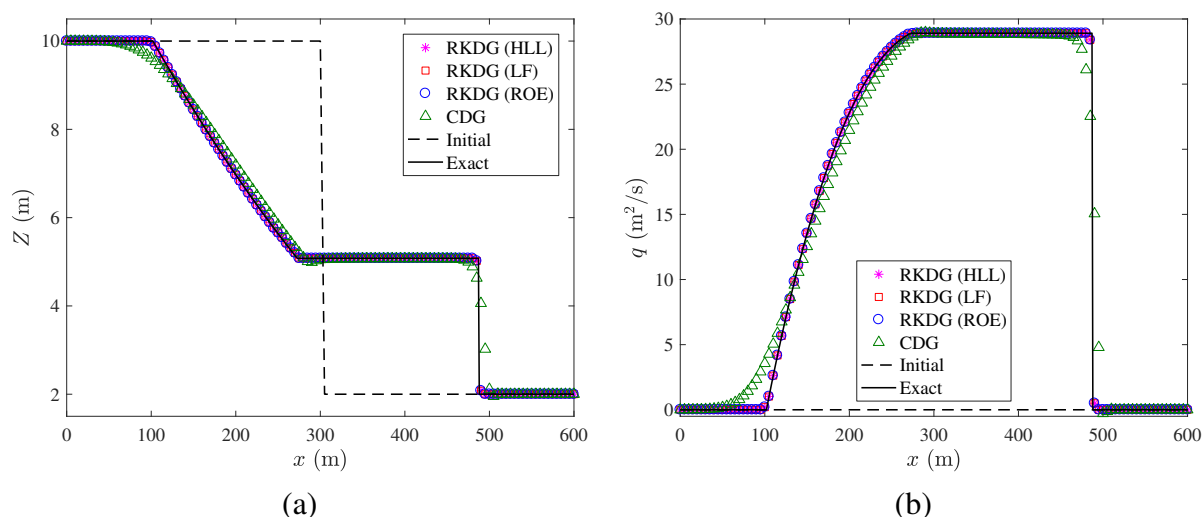 10
8
6
4
2
Z (m)
0 100 200 300 400 500 600
x (m)
RKDG (HLL)
RKDG (LF)
RKDG (ROE)
CDG
Initial
Exact
(a)
30
25
20
15
10
5
0
q (m²/s)
0 100 200 300 400 500 600
x (m)
RKDG (HLL)
RKDG (LF)
RKDG (ROE)
CDG
Initial
Exact
(b)